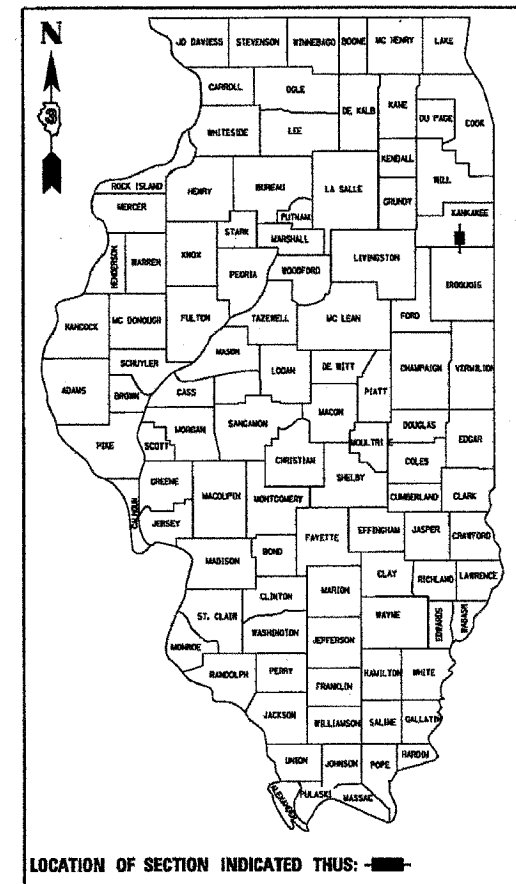 N
JO DAVIESS STEVENSON WINNEBAGO BOONE MC HENRY LAKE
CARROLL OGLE
DE KALB KANE DU PAGE COOK
WHITESIDE LEE
KENDALL WILL
ROCK ISLAND HENRY BUREAU LA SALLE
MERCER GRUNDY
PUTNAM KANKAKEE
STARK MARSHALL
HENDERSON WARREN KNOX PEORIA WOODFORD LIVINGSTON IROQUOIS
HANCOCK MC DONOUGH FULTON TAZEWELL MC LEAN FORD
MASON
SCHUYLER LOGAN DE WITT CHAMPAIGN VERMILION
ADAMS BROWN CASS MACON PIATT
MORGAN SANGAMON DOUGLAS
PIKE SCOTT CHRISTIAN MOULTRIE COLES EDGAR
SHELBY
GREENE MACOUPIN MONTGOMERY CUMBERLAND CLARK
CALHOUN JERSEY FAYETTE EFFINGHAM JASPER CRAWFORD
MADISON BOND
CLAY RICHLAND LAWRENCE
CLINTON MARION
ST. CLAIR WAYNE EDWARDS WABASH
WASHINGTON JEFFERSON
MONROE
RANDOLPH PERRY HAMILTON WHITE
FRANKLIN
JACKSON WILLIAMSON SALINE GALLATIN
UNION JOHNSON POPE HARDIN
ALEXANDER PULASKI MASSAC
LOCATION OF SECTION INDICATED THUS: